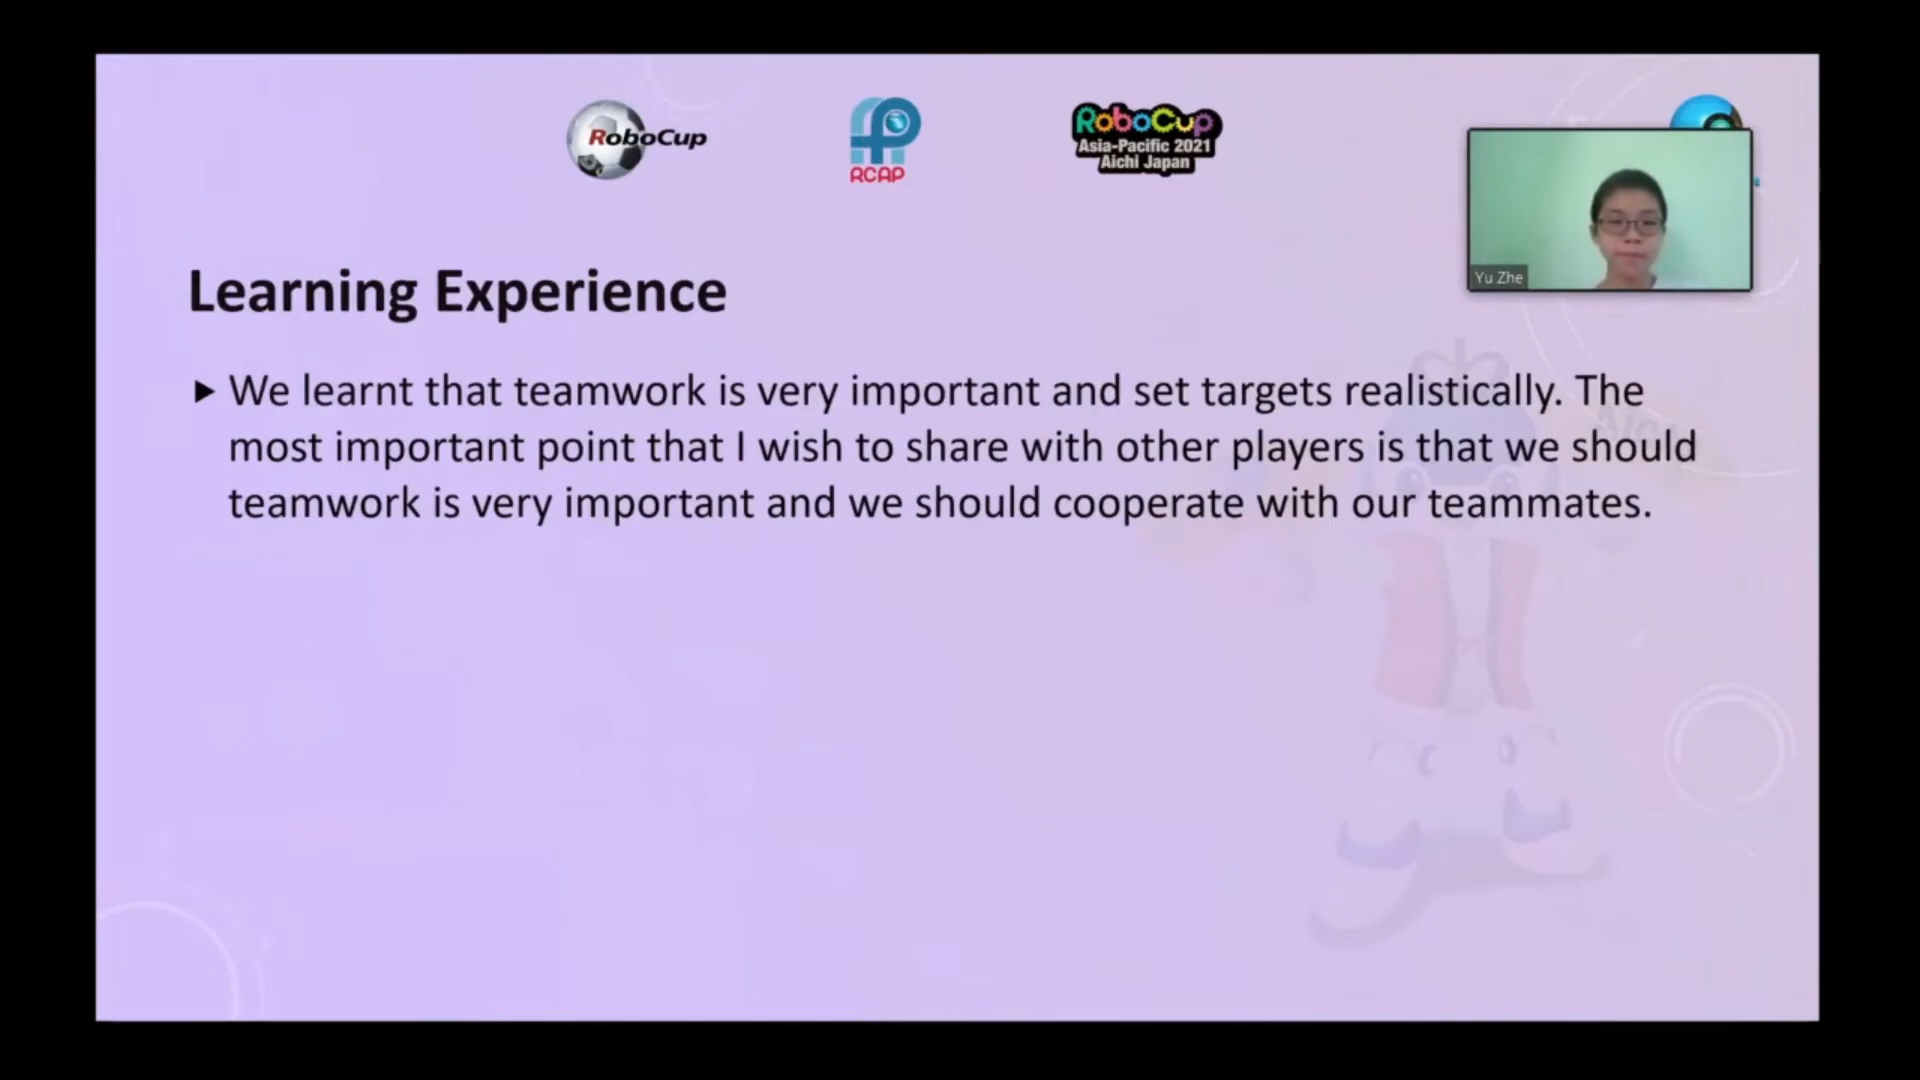 RoboCup
RCAP
RoboCup
Asia-Pacific 2021
Aichi Japan
Yu Zhe
Learning Experience
We learnt that teamwork is very important and set targets realistically. The
most important point that I wish to share with other players is that we should
teamwork is very important and we should cooperate with our teammates.